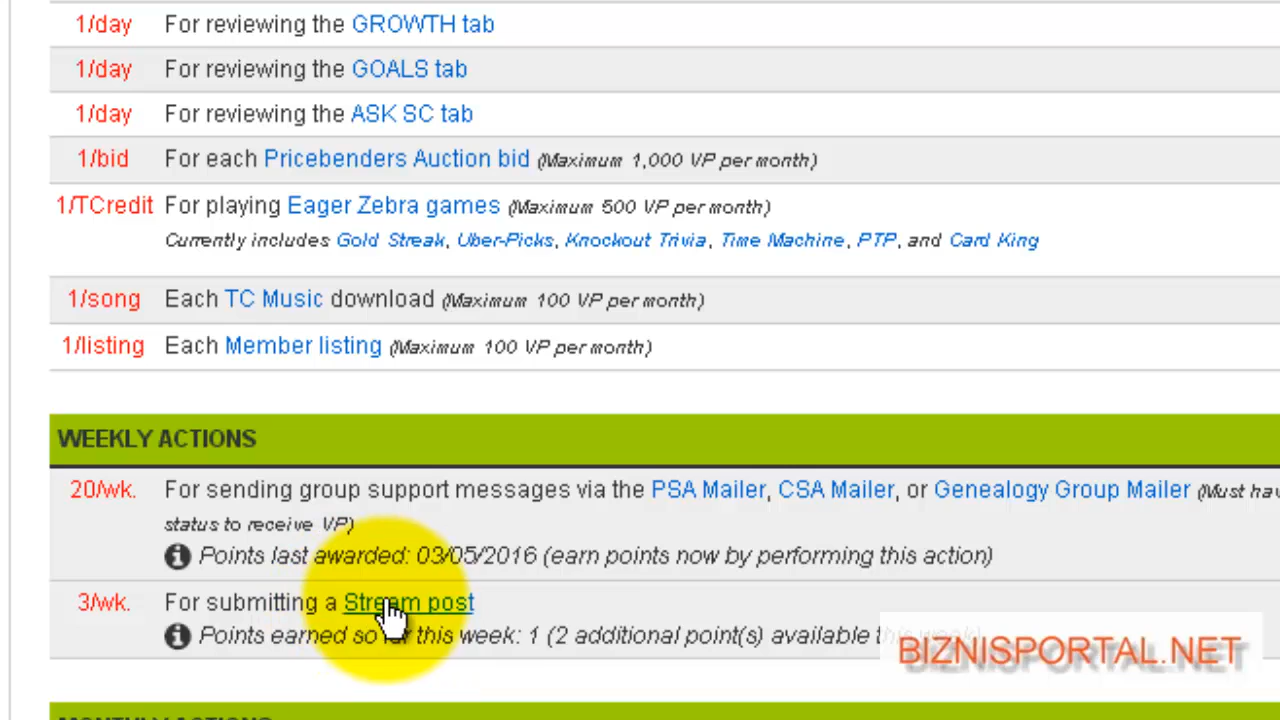 1/day For reviewing the GROWTH tab
1/day For reviewing the GOALS tab
1/day For reviewing the ASK SC tab
1/bid For each Pricebenders Auction bid (Maximum 1,000 VP per month)
1/TCredit For playing Eager Zebra games (Maximum 500 VP per month)
Currently includes Gold Streak, Uber-Picks, Knockout Trivia, Time Machine, PTP, and Card King
1/song Each TC Music download (Maximum 100 VP per month)
1/listing Each Member listing (Maximum 100 VP per month)
WEEKLY ACTIONS
20/wk. For sending group support messages via the PSA Mailer, CSA Mailer, or Genealogy Group Mailer (Must hav
status to receive VP)
Points last awarded: 03/05/2016 (earn points now by performing this action)
3/wk. For submitting a Stream post
Points earned so far this week: 1 (2 additional point(s) available this week)
BIZNISPORTAL.NET
MONTHLY ACTIONS